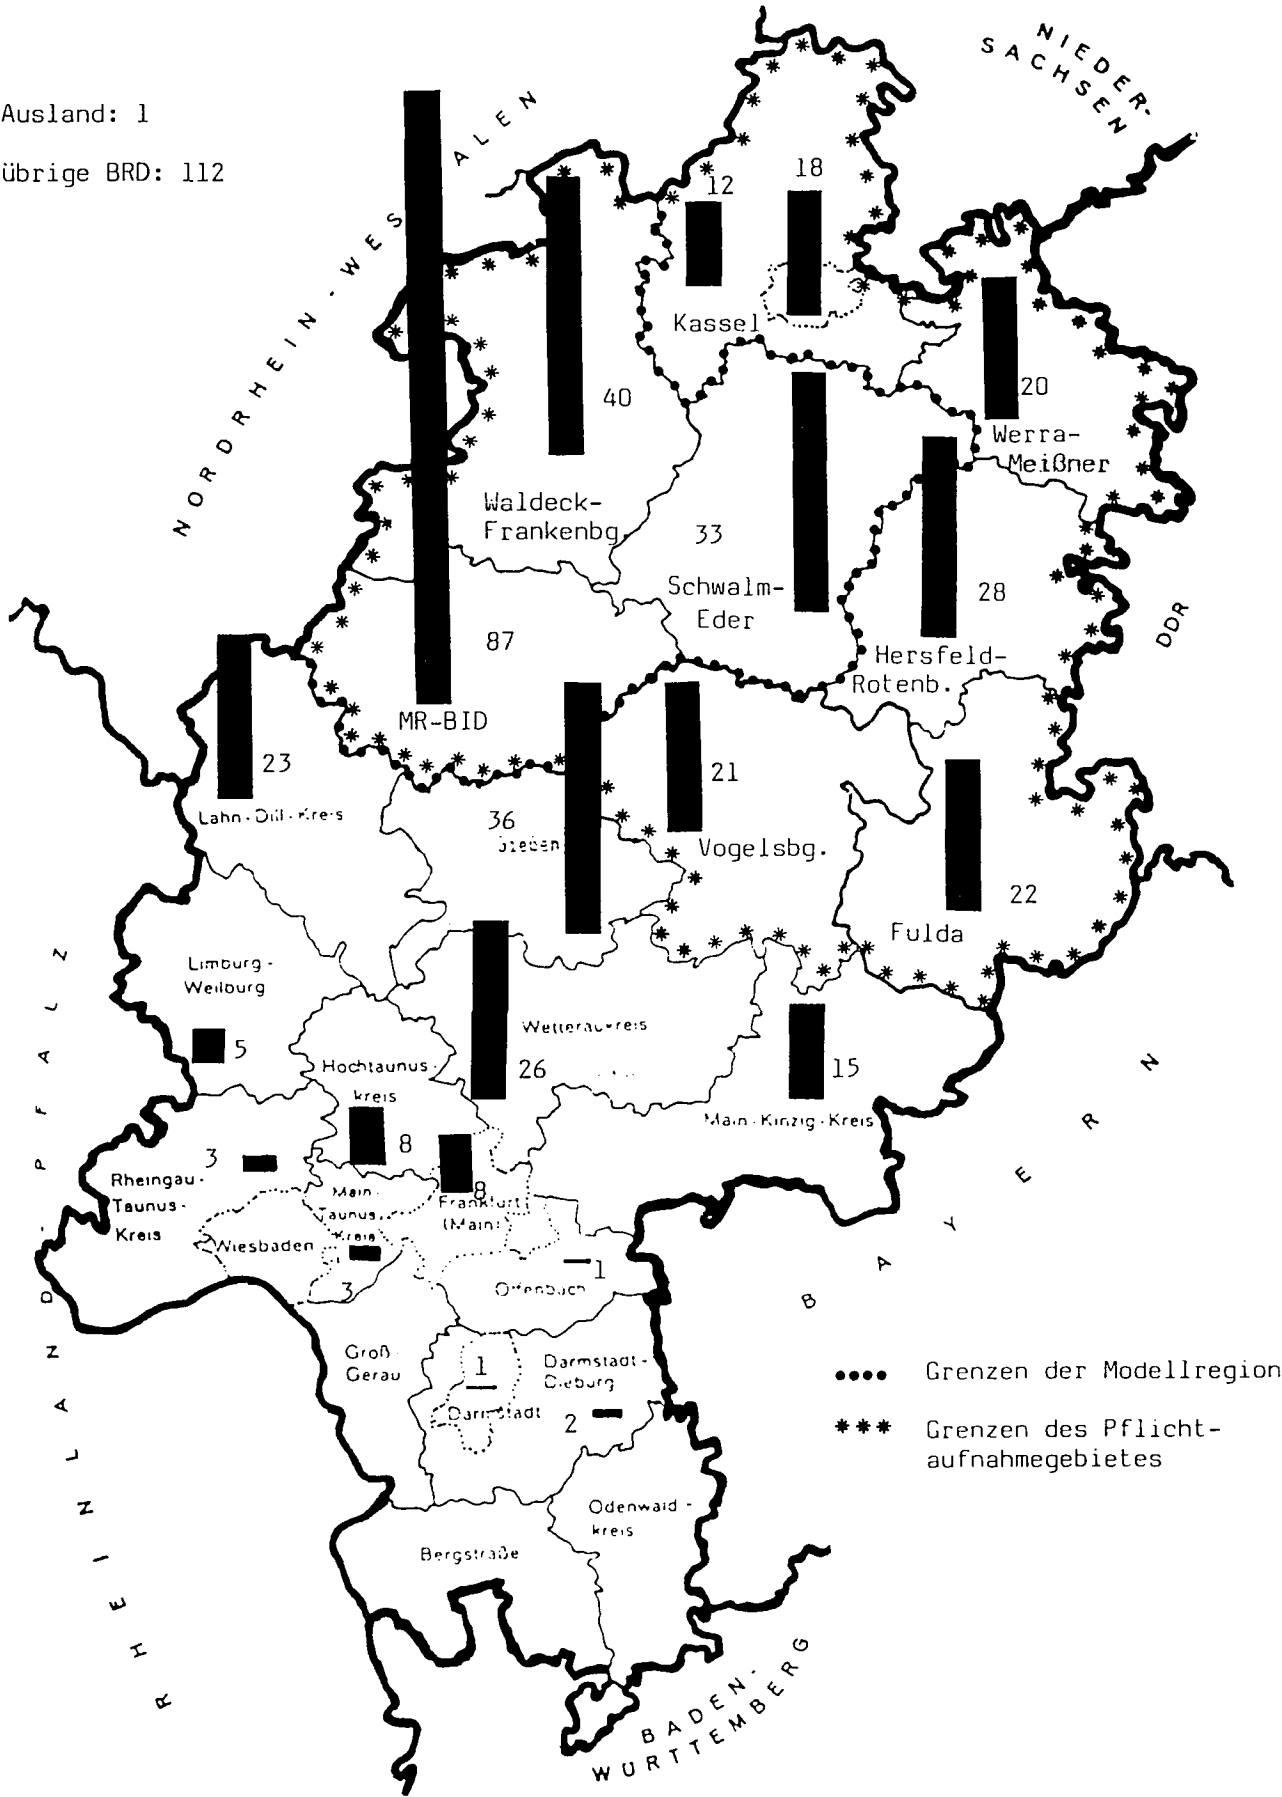 Ausland: 1
übrige BRD: 112
NORDRHEIN-WES ALEN
NIEDER-
SACHSEN
12
18
Kassel
40
20
Werra-
Meißner
Waldeck-
Frankenbg.
33
Schwalm-
Eder
28
Hersfeld-
Rotenb.
DDR
87
MR-BID
23
Lahn-Dill-Kreis
36
Gießen
21
Vogelsbg.
22
Fulda
Limburg-
Weilburg
5
Wetteraukreis
26
15
Main-Kinzig-Kreis
Hochtaunus-
kreis
8
3
Rheingau-
Taunus-
Kreis
Main-
Taunus-
Kreis
8
Frankfurt
(Main)
Wiesbaden
3
1
Offenbach
Groß-
Gerau
1
Darmstadt
Darmstadt-
Dieburg
2
Odenwald-
kreis
Bergstraße
RHEINLAND-PFALZ
BAYERN
BADEN-
WÜRTTEMBERG
•••• Grenzen der Modellregion
*** Grenzen des Pflicht-
aufnahmegebietes